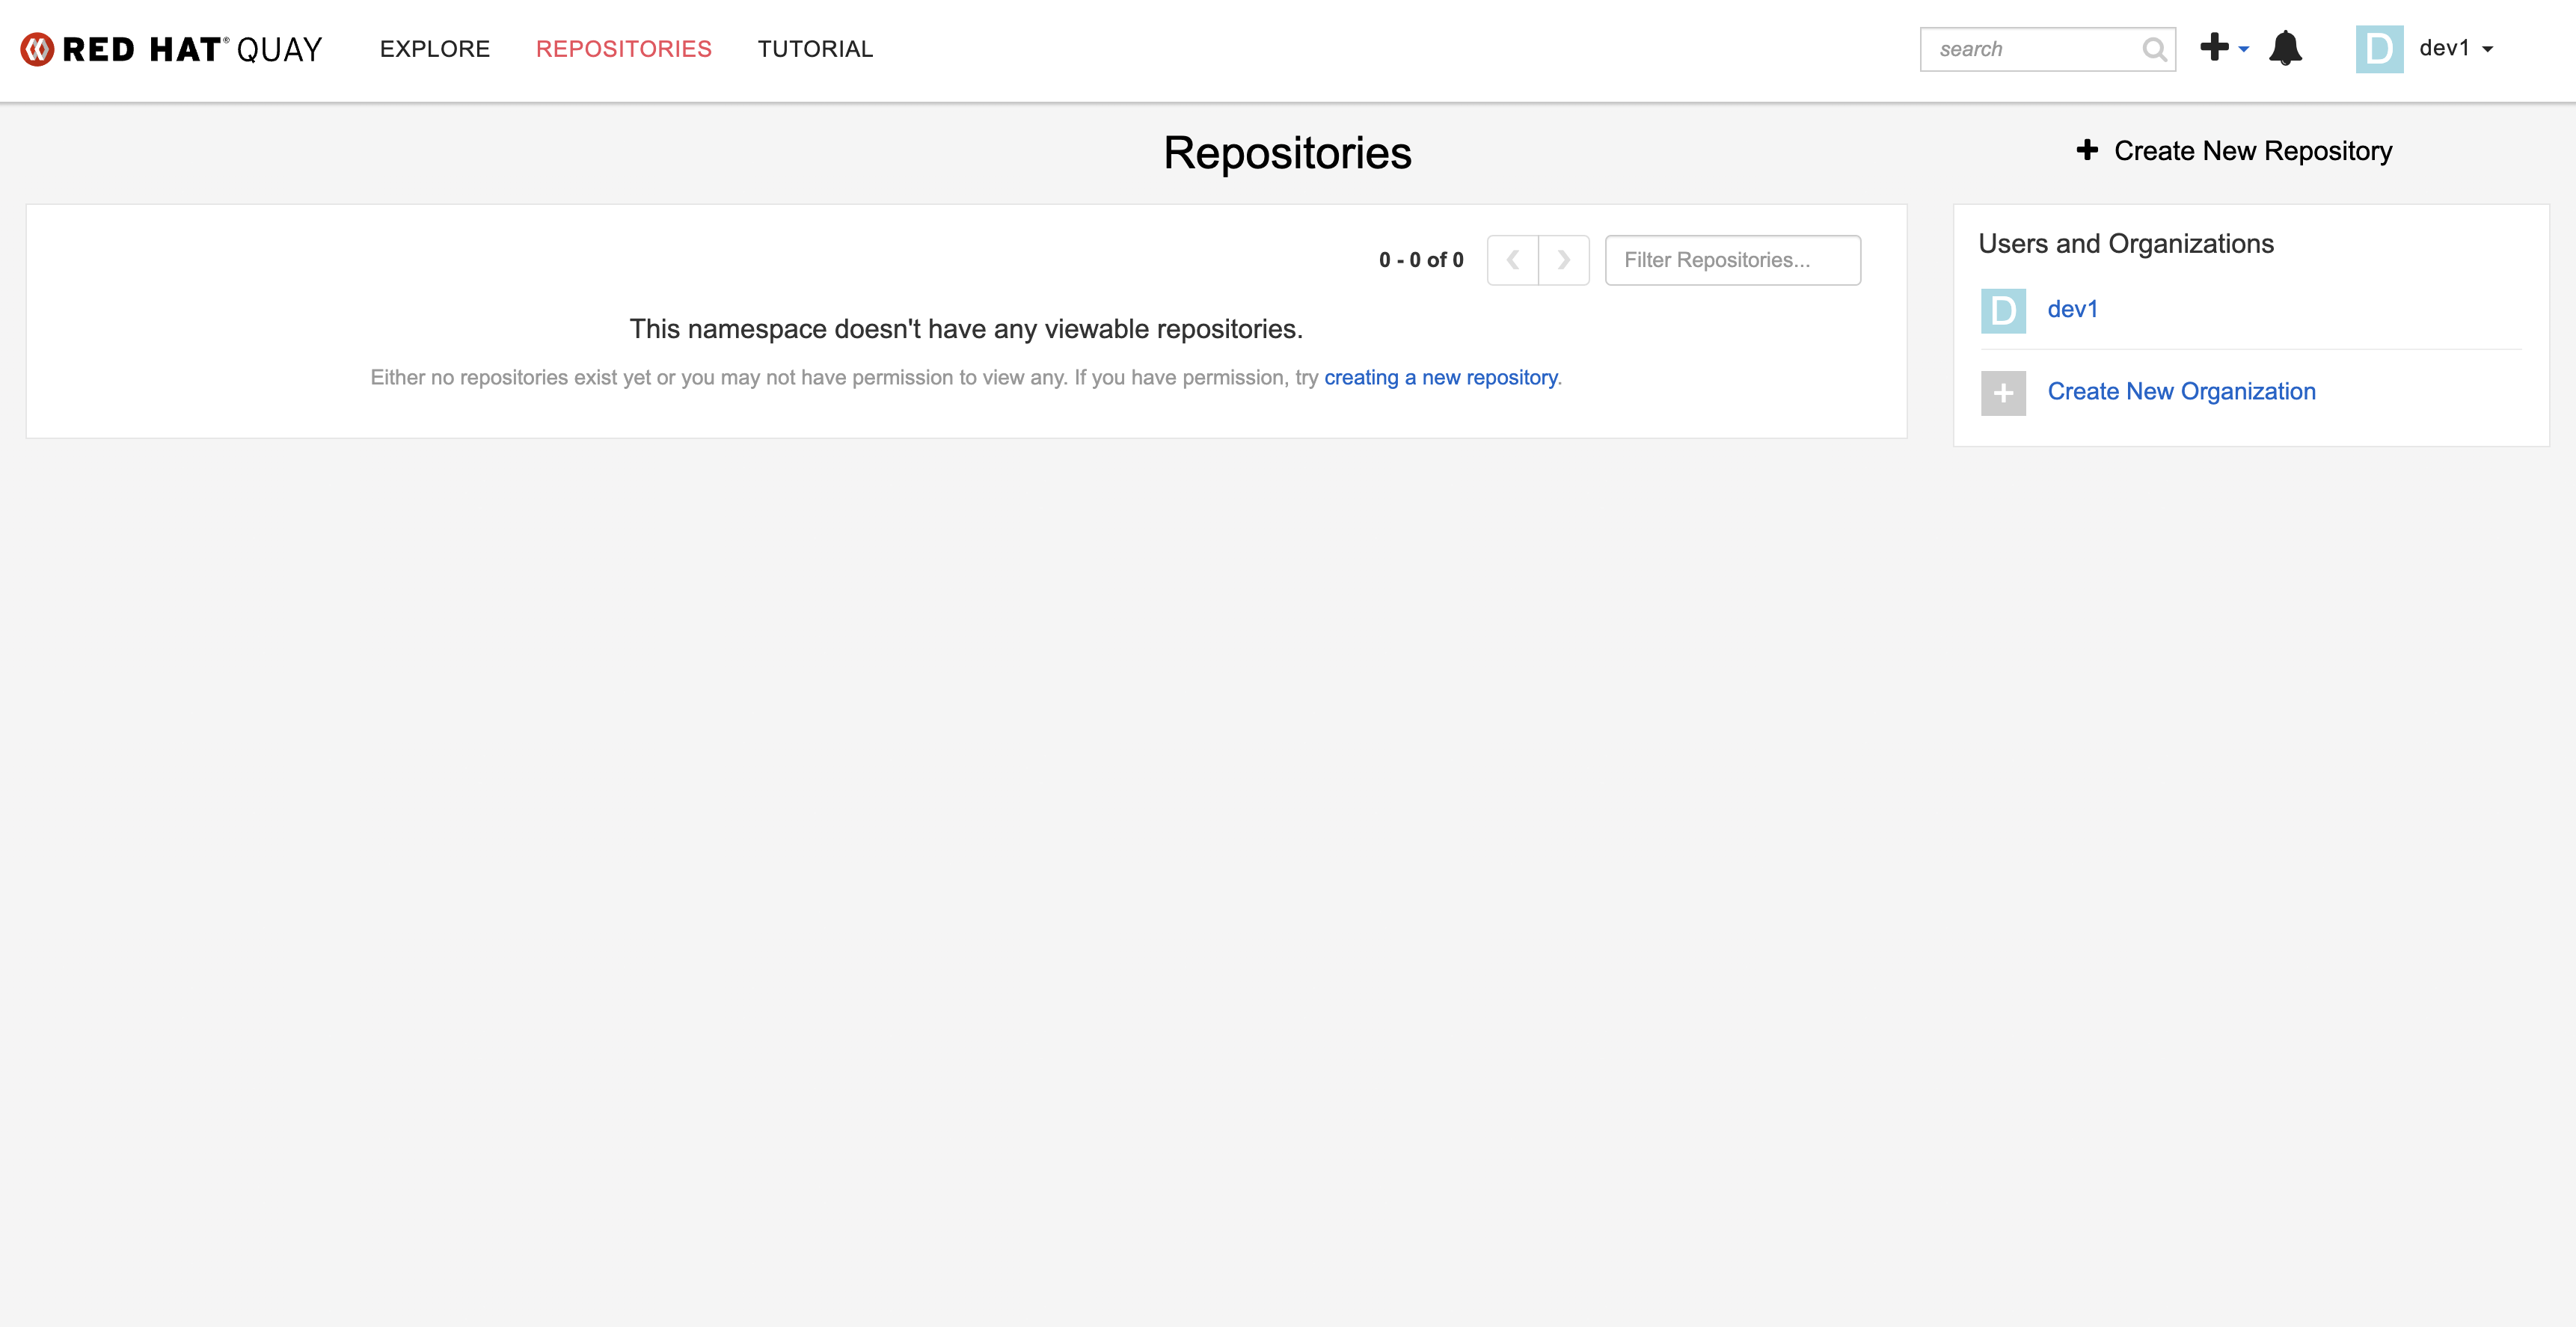 RED HAT® QUAY EXPLORE REPOSITORIES TUTORIAL search D dev1
Repositories
Create New Repository
0 - 0 of 0 Filter Repositories...
This namespace doesn't have any viewable repositories.
Either no repositories exist yet or you may not have permission to view any. If you have permission, try creating a new repository.
Users and Organizations
D dev1
Create New Organization